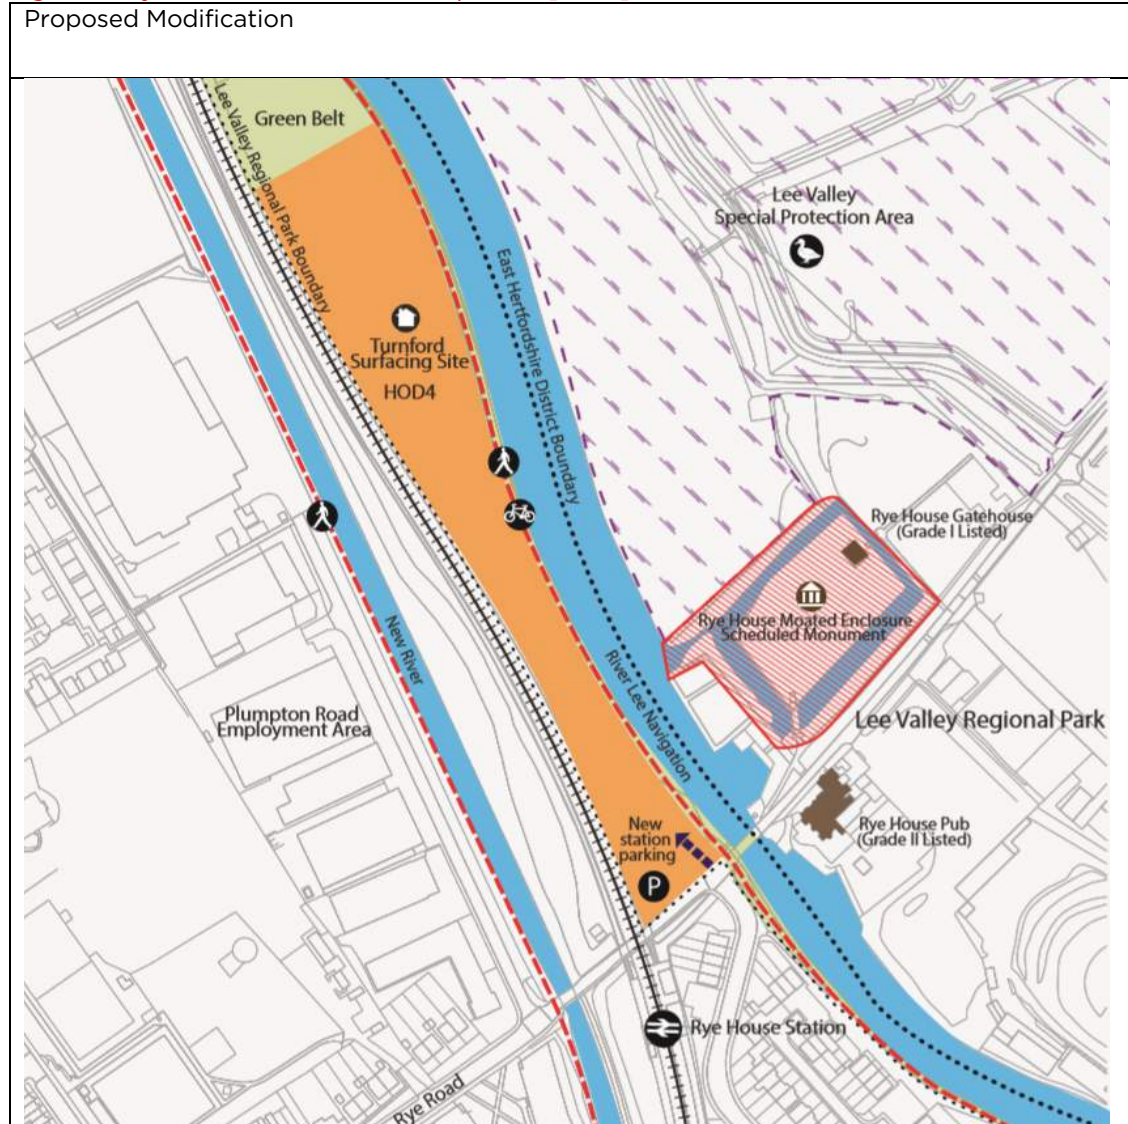 Proposed Modification
Green Belt
Lee Valley Regional Park Boundary
Lee Valley
Special Protection Area
East Hertfordshire District Boundary
Turnford
Surfacing Site
HOD4
Rye House Gatehouse
(Grade I Listed)
Rye House Moated Enclosure
Scheduled Monument
New River
River Lee Navigation
Plumpton Road
Employment Area
Lee Valley Regional Park
New
station
parking
P
Rye House Pub
(Grade II Listed)
Rye House Station
Rye Road